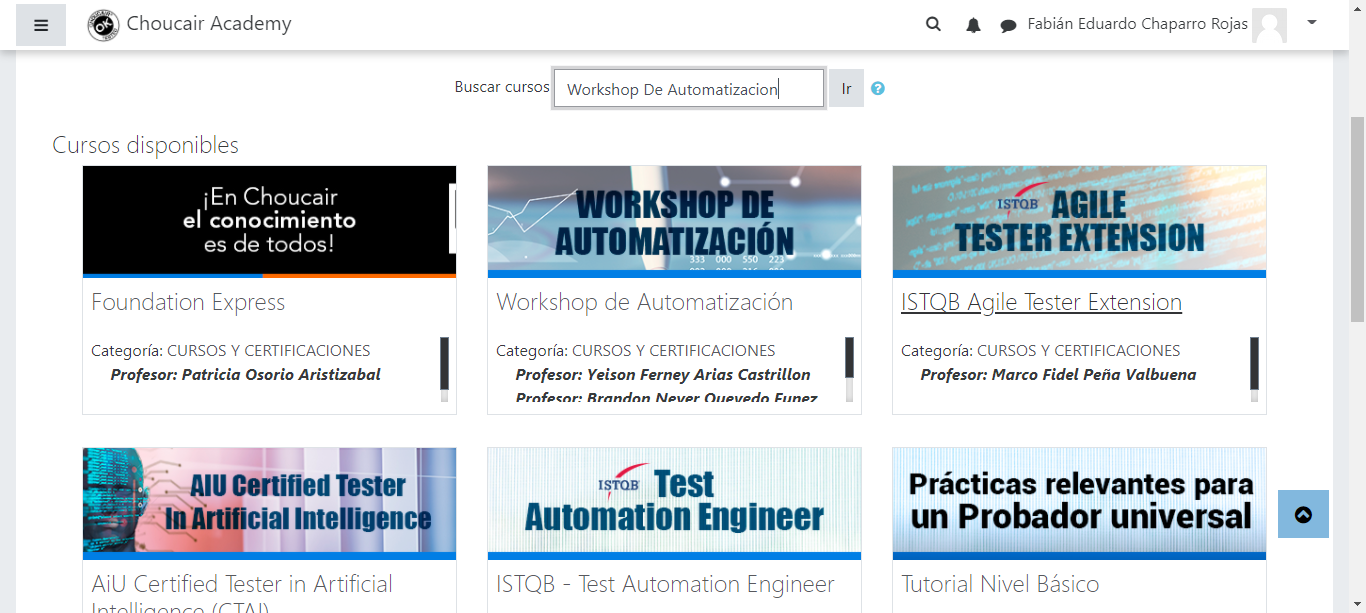 Choucair Academy
Fabián Eduardo Chaparro Rojas
Buscar cursos Workshop De Automatizacion Ir
Cursos disponibles
¡En Choucair
el conocimiento
es de todos!
Foundation Express
Categoría: CURSOS Y CERTIFICACIONES
Profesor: Patricia Osorio Aristizabal
WORKSHOP DE
AUTOMATIZACIÓN
333 000 550 223
Workshop de Automatización
Categoría: CURSOS Y CERTIFICACIONES
Profesor: Yeison Ferney Arias Castrillon
Profesor: Brandon Never Quevedo Funez
ISTQB AGILE
TESTER EXTENSION
ISTQB Agile Tester Extension
Categoría: CURSOS Y CERTIFICACIONES
Profesor: Marco Fidel Peña Valbuena
AIU Certified Tester
In Artificial Intelligence
AiU Certified Tester in Artificial
Intelligence (CTAI)
ISTQB Test
Automation Engineer
ISTQB - Test Automation Engineer
Prácticas relevantes para
un Probador universal
Tutorial Nivel Básico